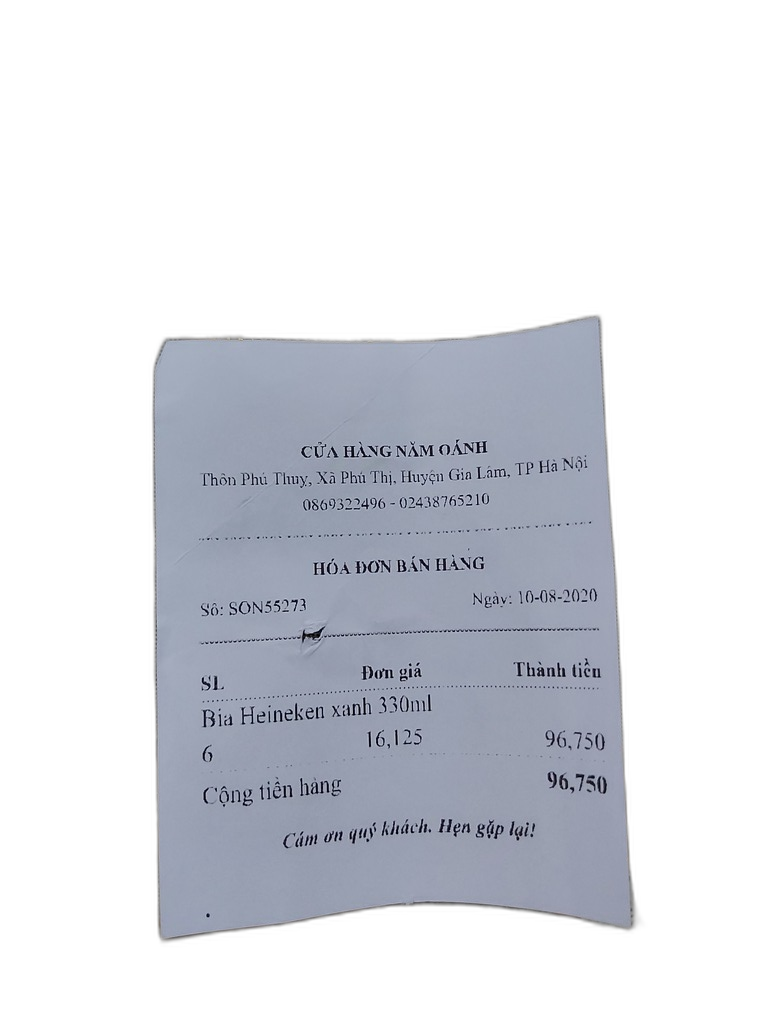 CỬA HÀNG NĂM OÁNH
Thôn Phú Thuỵ, Xã Phú Thị, Huyện Gia Lâm, TP Hà Nội
0869322496 - 02438765210
HÓA ĐƠN BÁN HÀNG
Số: SON55273 Ngày: 10-08-2020
SL Đơn giá Thành tiền
Bia Heineken xanh 330ml
6 16,125 96,750
Cộng tiền hàng 96,750
Cám ơn quý khách. Hẹn gặp lại!